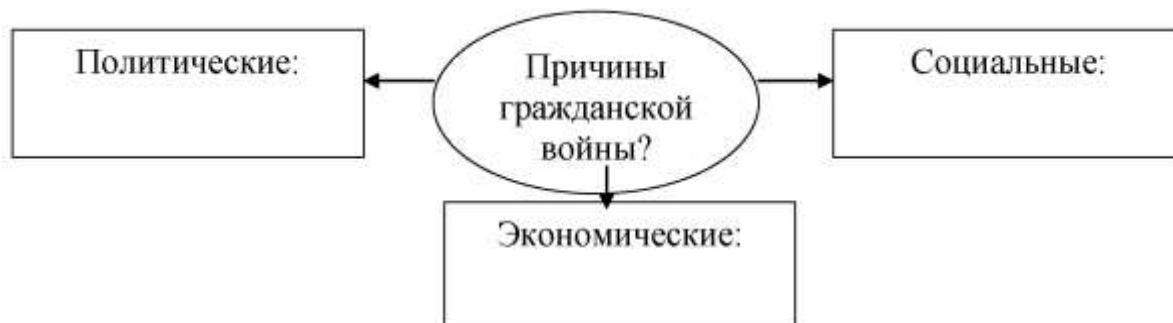 Политические:
Причины
гражданской
войны?
Социальные:
Экономические: